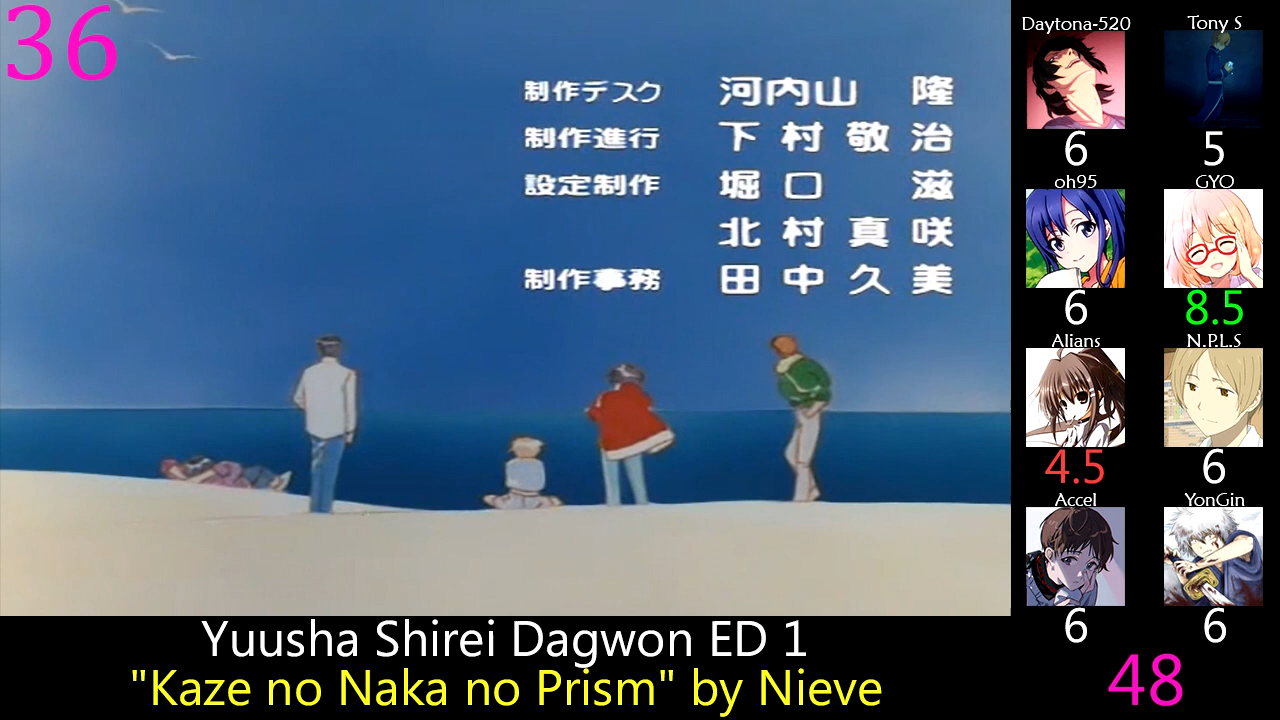 36
制作デスク 河内山 隆
制作進行 下村敬治
設定制作 堀口 滋
北村真咲
制作事務 田中久美
Daytona-520
6
Tony S
5
oh95
6
GYO
8.5
Alians
4.5
N.P.L.S
6
Accel
6
YonGin
6
Yuusha Shirei Dagwon ED 1
"Kaze no Naka no Prism" by Nieve
48